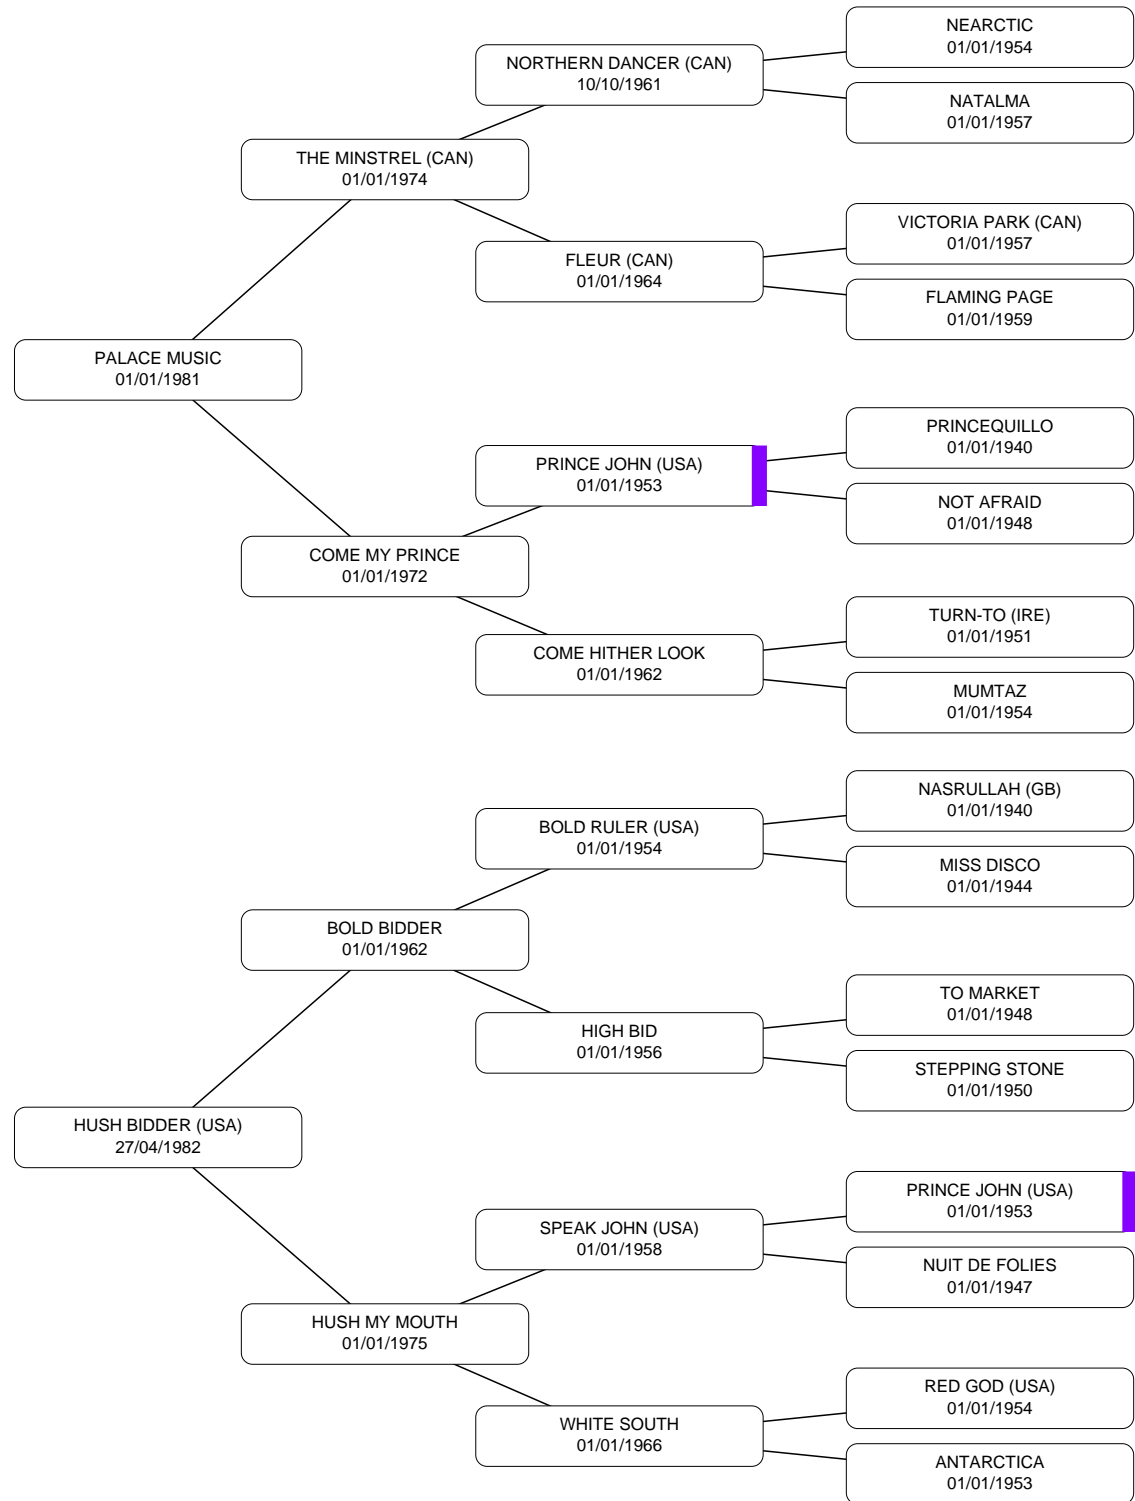 NEARCTIC
01/01/1954
NORTHERN DANCER (CAN)
10/10/1961
NATALMA
01/01/1957
THE MINSTREL (CAN)
01/01/1974
VICTORIA PARK (CAN)
01/01/1957
FLEUR (CAN)
01/01/1964
FLAMING PAGE
01/01/1959
PALACE MUSIC
01/01/1981
PRINCEQUILLO
01/01/1940
PRINCE JOHN (USA)
01/01/1953
NOT AFRAID
01/01/1948
COME MY PRINCE
01/01/1972
TURN-TO (IRE)
01/01/1951
COME HITHER LOOK
01/01/1962
MUMTAZ
01/01/1954
NASRULLAH (GB)
01/01/1940
BOLD RULER (USA)
01/01/1954
MISS DISCO
01/01/1944
BOLD BIDDER
01/01/1962
TO MARKET
01/01/1948
HIGH BID
01/01/1956
STEPPING STONE
01/01/1950
HUSH BIDDER (USA)
27/04/1982
PRINCE JOHN (USA)
01/01/1953
SPEAK JOHN (USA)
01/01/1958
NUIT DE FOLIES
01/01/1947
HUSH MY MOUTH
01/01/1975
RED GOD (USA)
01/01/1954
WHITE SOUTH
01/01/1966
ANTARCTICA
01/01/1953